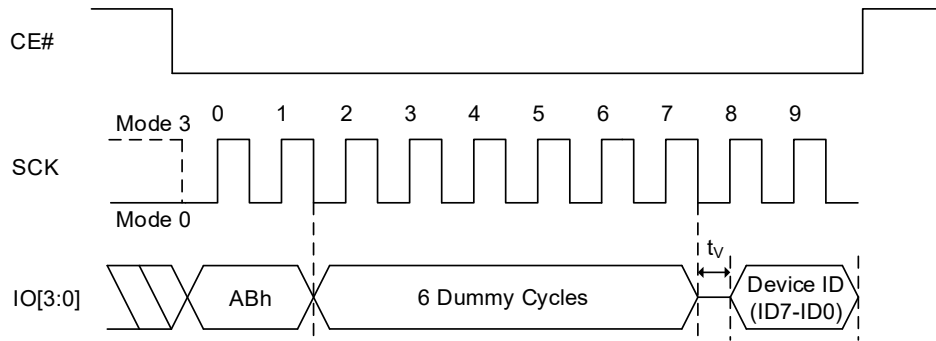 CE#
0 1 2 3 4 5 6 7 8 9
Mode 3
SCK
Mode 0
tV
IO[3:0]
ABh
6 Dummy Cycles
Device ID
(ID7-ID0)